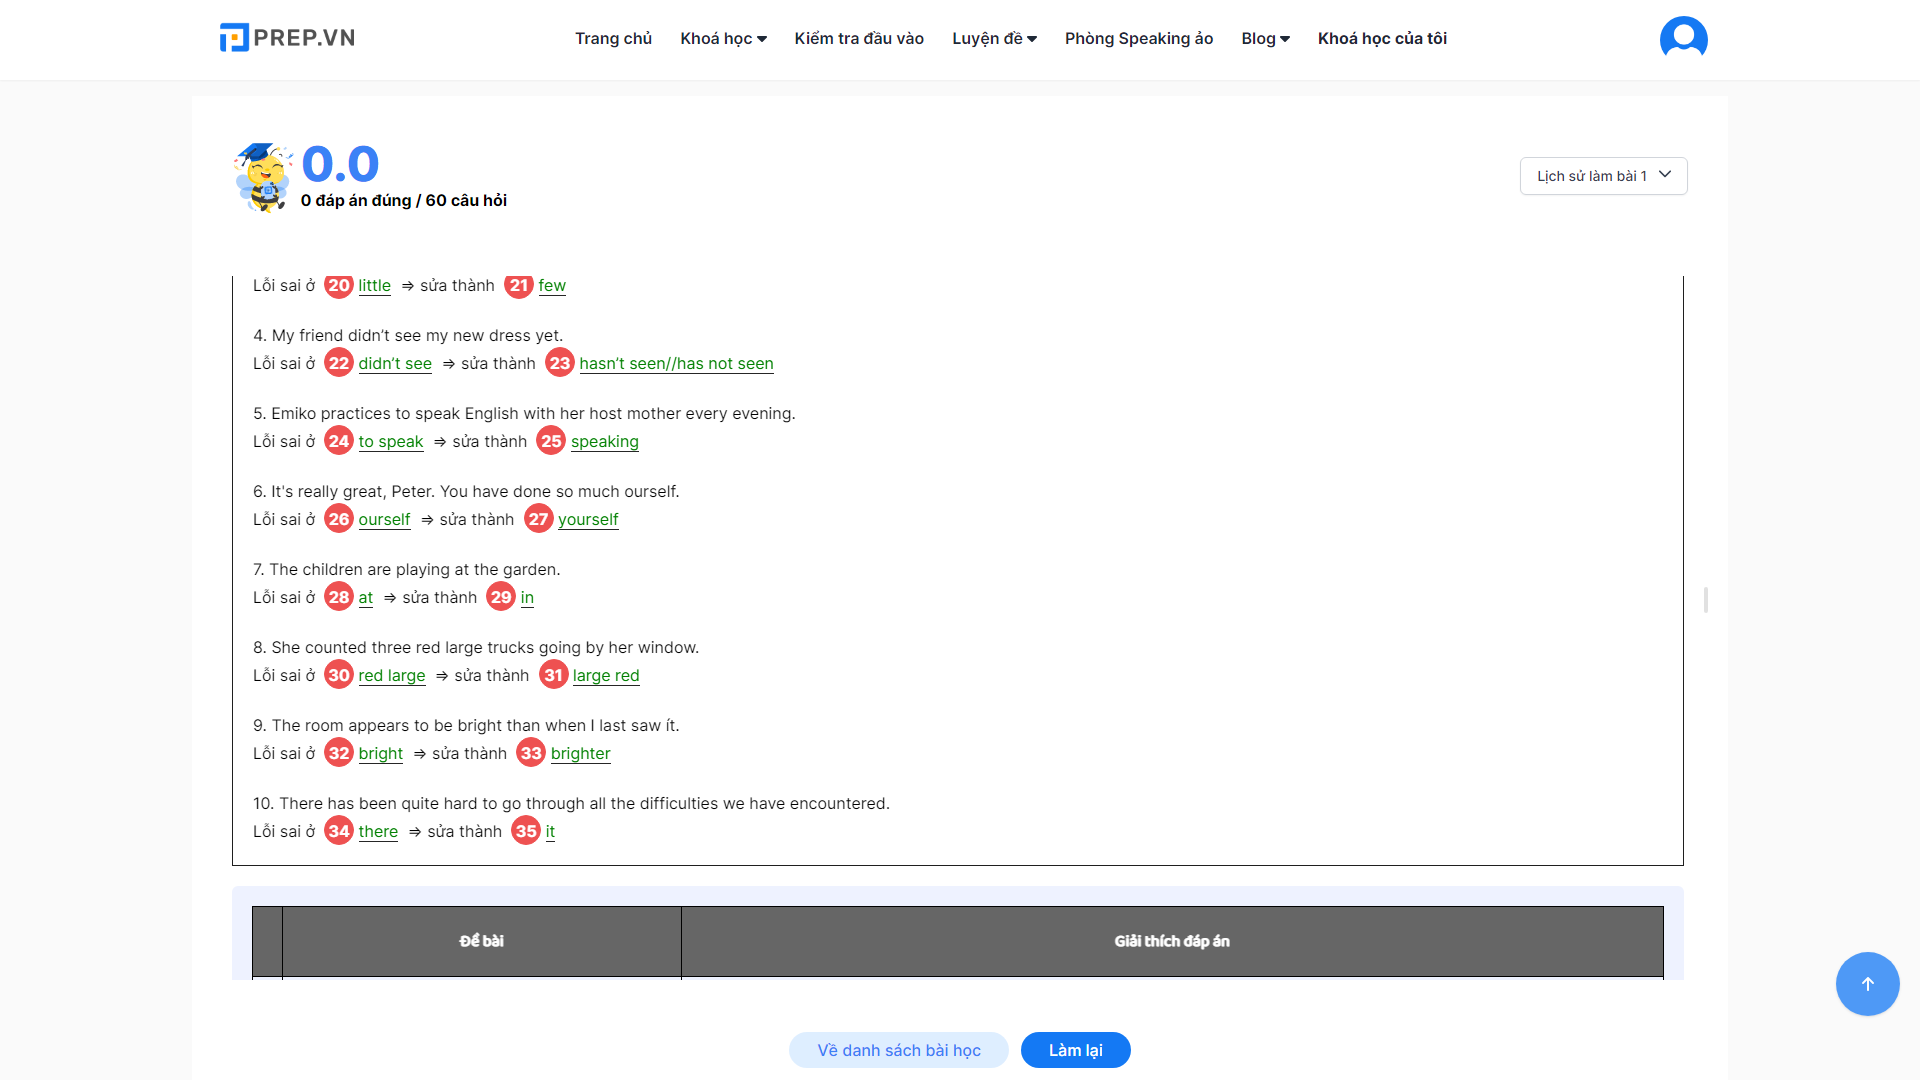 PREP.VN
Trang chủ Khoá học Kiểm tra đầu vào Luyện đề Phòng Speaking ảo Blog Khoá học của tôi
0.0
0 đáp án đúng / 60 câu hỏi
Lịch sử làm bài 1
Lỗi sai ở 20 little ⇒ sửa thành 21 few
4. My friend didn’t see my new dress yet.
Lỗi sai ở 22 didn’t see ⇒ sửa thành 23 hasn’t seen//has not seen
5. Emiko practices to speak English with her host mother every evening.
Lỗi sai ở 24 to speak ⇒ sửa thành 25 speaking
6. It's really great, Peter. You have done so much ourself.
Lỗi sai ở 26 ourself ⇒ sửa thành 27 yourself
7. The children are playing at the garden.
Lỗi sai ở 28 at ⇒ sửa thành 29 in
8. She counted three red large trucks going by her window.
Lỗi sai ở 30 red large ⇒ sửa thành 31 large red
9. The room appears to be bright than when I last saw ít.
Lỗi sai ở 32 bright ⇒ sửa thành 33 brighter
10. There has been quite hard to go through all the difficulties we have encountered.
Lỗi sai ở 34 there ⇒ sửa thành 35 it
Đề bài Giải thích đáp án
Về danh sách bài học Làm lại